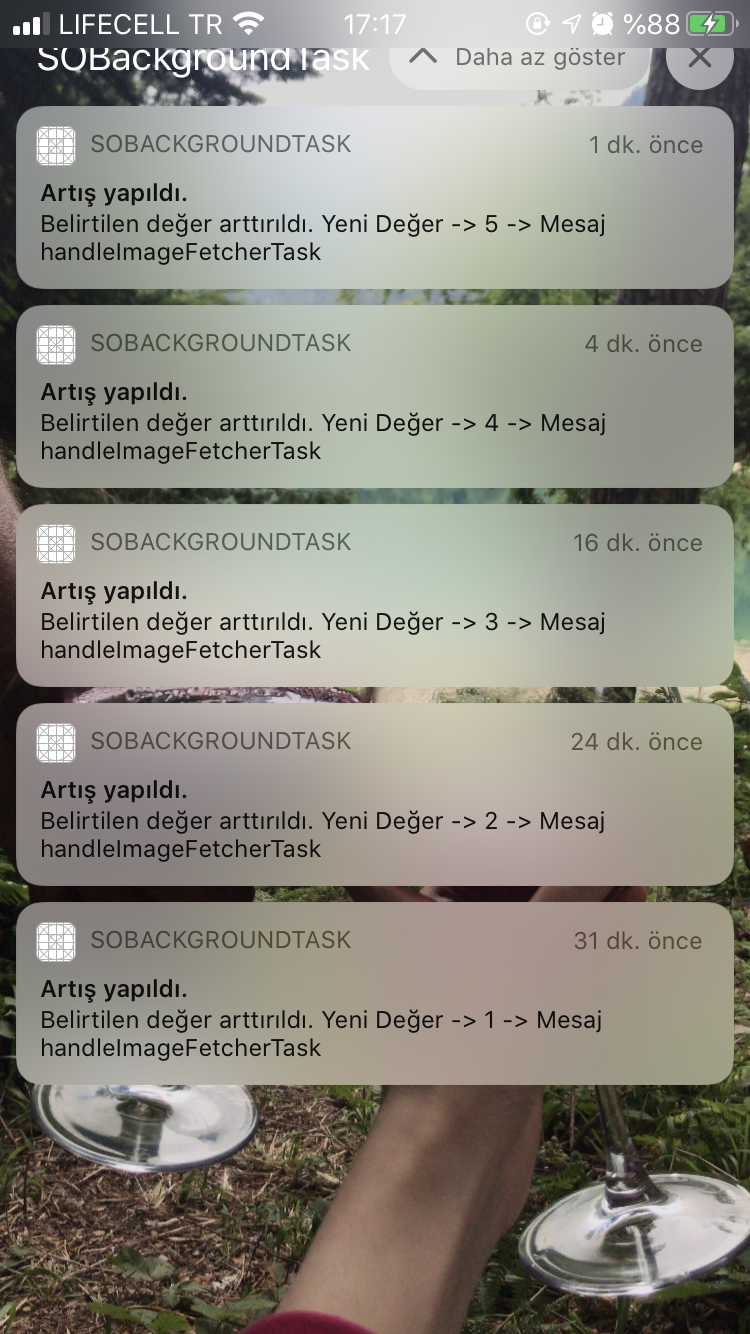 LIFECELL TR 17:17 %88
SOBackgroundTask Daha az göster
SOBACKGROUNDTASK 1 dk. önce
Artış yapıldı.
Belirtilen değer arttırıldı. Yeni Değer -> 5 -> Mesaj
handleImageFetcherTask
SOBACKGROUNDTASK 4 dk. önce
Artış yapıldı.
Belirtilen değer arttırıldı. Yeni Değer -> 4 -> Mesaj
handleImageFetcherTask
SOBACKGROUNDTASK 16 dk. önce
Artış yapıldı.
Belirtilen değer arttırıldı. Yeni Değer -> 3 -> Mesaj
handleImageFetcherTask
SOBACKGROUNDTASK 24 dk. önce
Artış yapıldı.
Belirtilen değer arttırıldı. Yeni Değer -> 2 -> Mesaj
handleImageFetcherTask
SOBACKGROUNDTASK 31 dk. önce
Artış yapıldı.
Belirtilen değer arttırıldı. Yeni Değer -> 1 -> Mesaj
handleImageFetcherTask